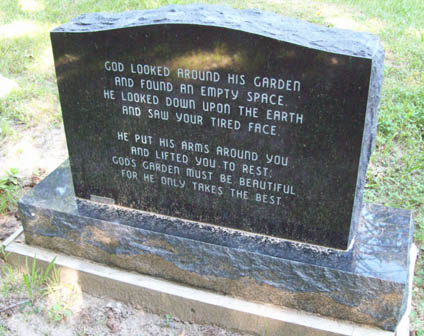 GOD LOOKED AROUND HIS GARDEN
AND FOUND AN EMPTY SPACE.
HE LOOKED DOWN UPON THE EARTH
AND SAW YOUR TIRED FACE.
HE PUT HIS ARMS AROUND YOU
AND LIFTED YOU TO REST.
GOD'S GARDEN MUST BE BEAUTIFUL
FOR HE ONLY TAKES THE BEST.